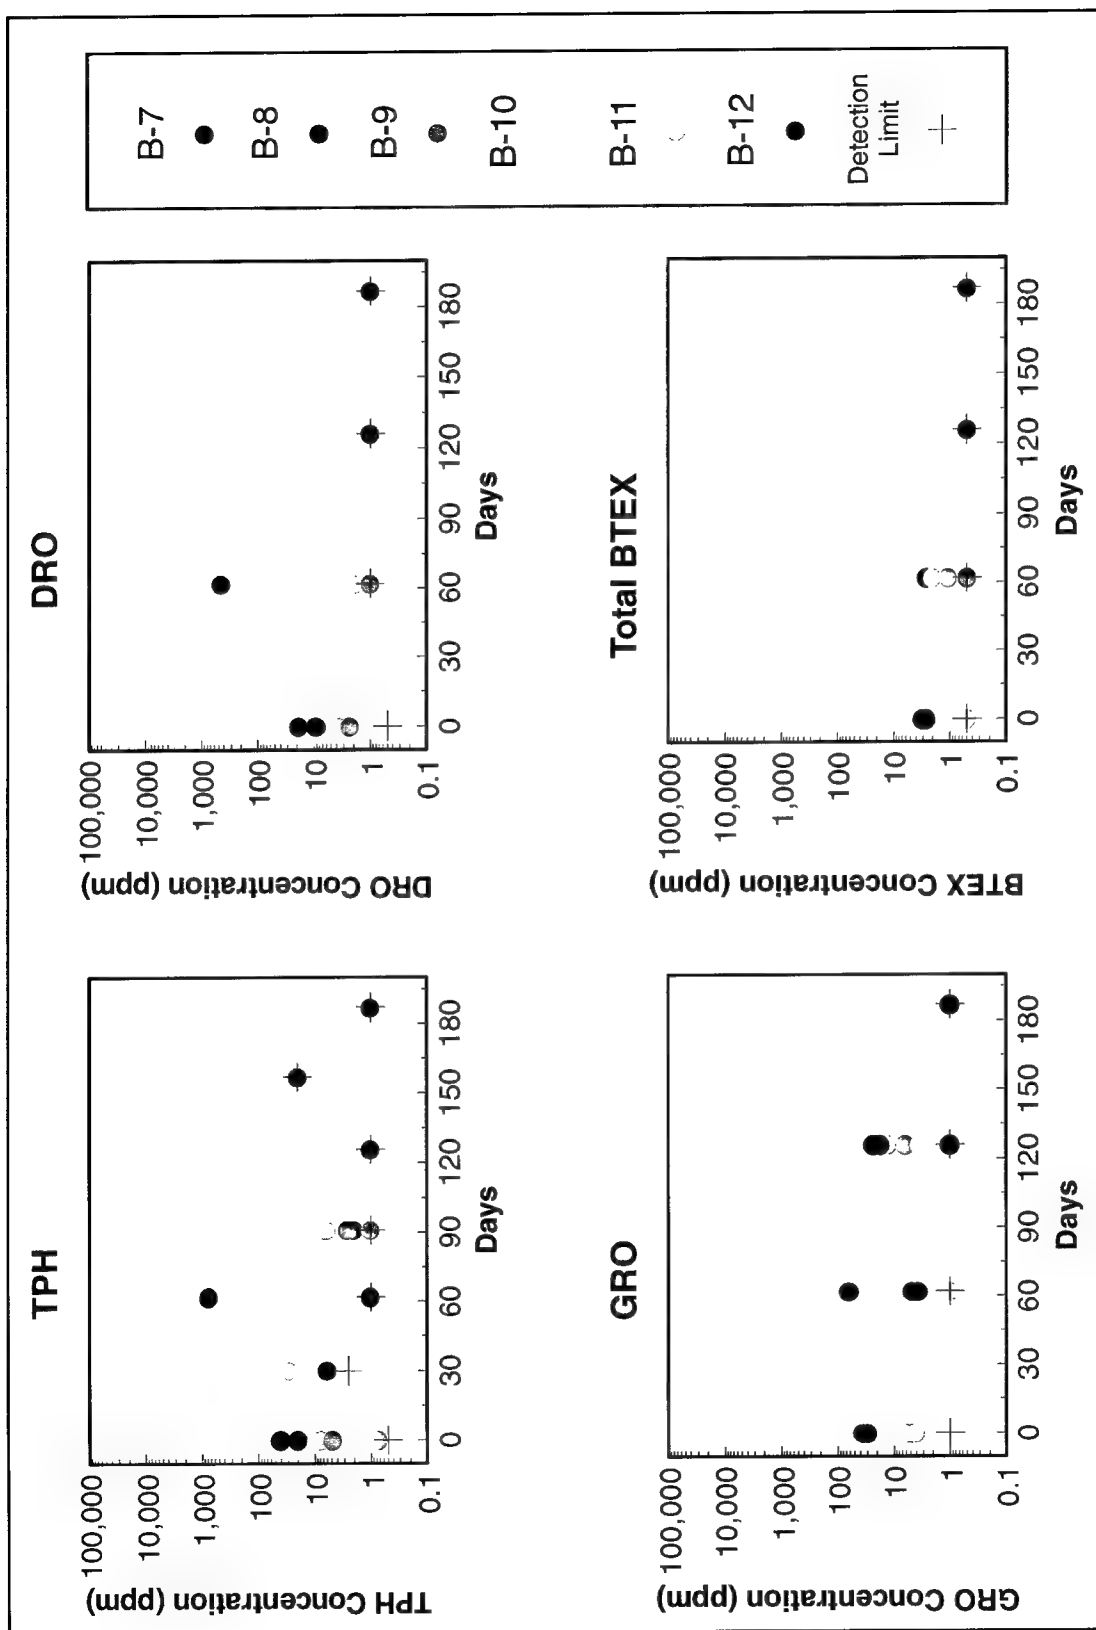 TPH
TPH Concentration (ppm)
100,000
10,000
1,000
100
10
1
0.1
0 30 60 90 120 150 180
Days
DRO
DRO Concentration (ppm)
100,000
10,000
1,000
100
10
1
0.1
0 30 60 90 120 150 180
Days
GRO
GRO Concentration (ppm)
100,000
10,000
1,000
100
10
1
0.1
0 30 60 90 120 150 180
Days
Total BTEX
BTEX Concentration (ppm)
100,000
10,000
1,000
100
10
1
0.1
0 30 60 90 120 150 180
Days
B-7
B-8
B-9
B-10
B-11
B-12
Detection
Limit